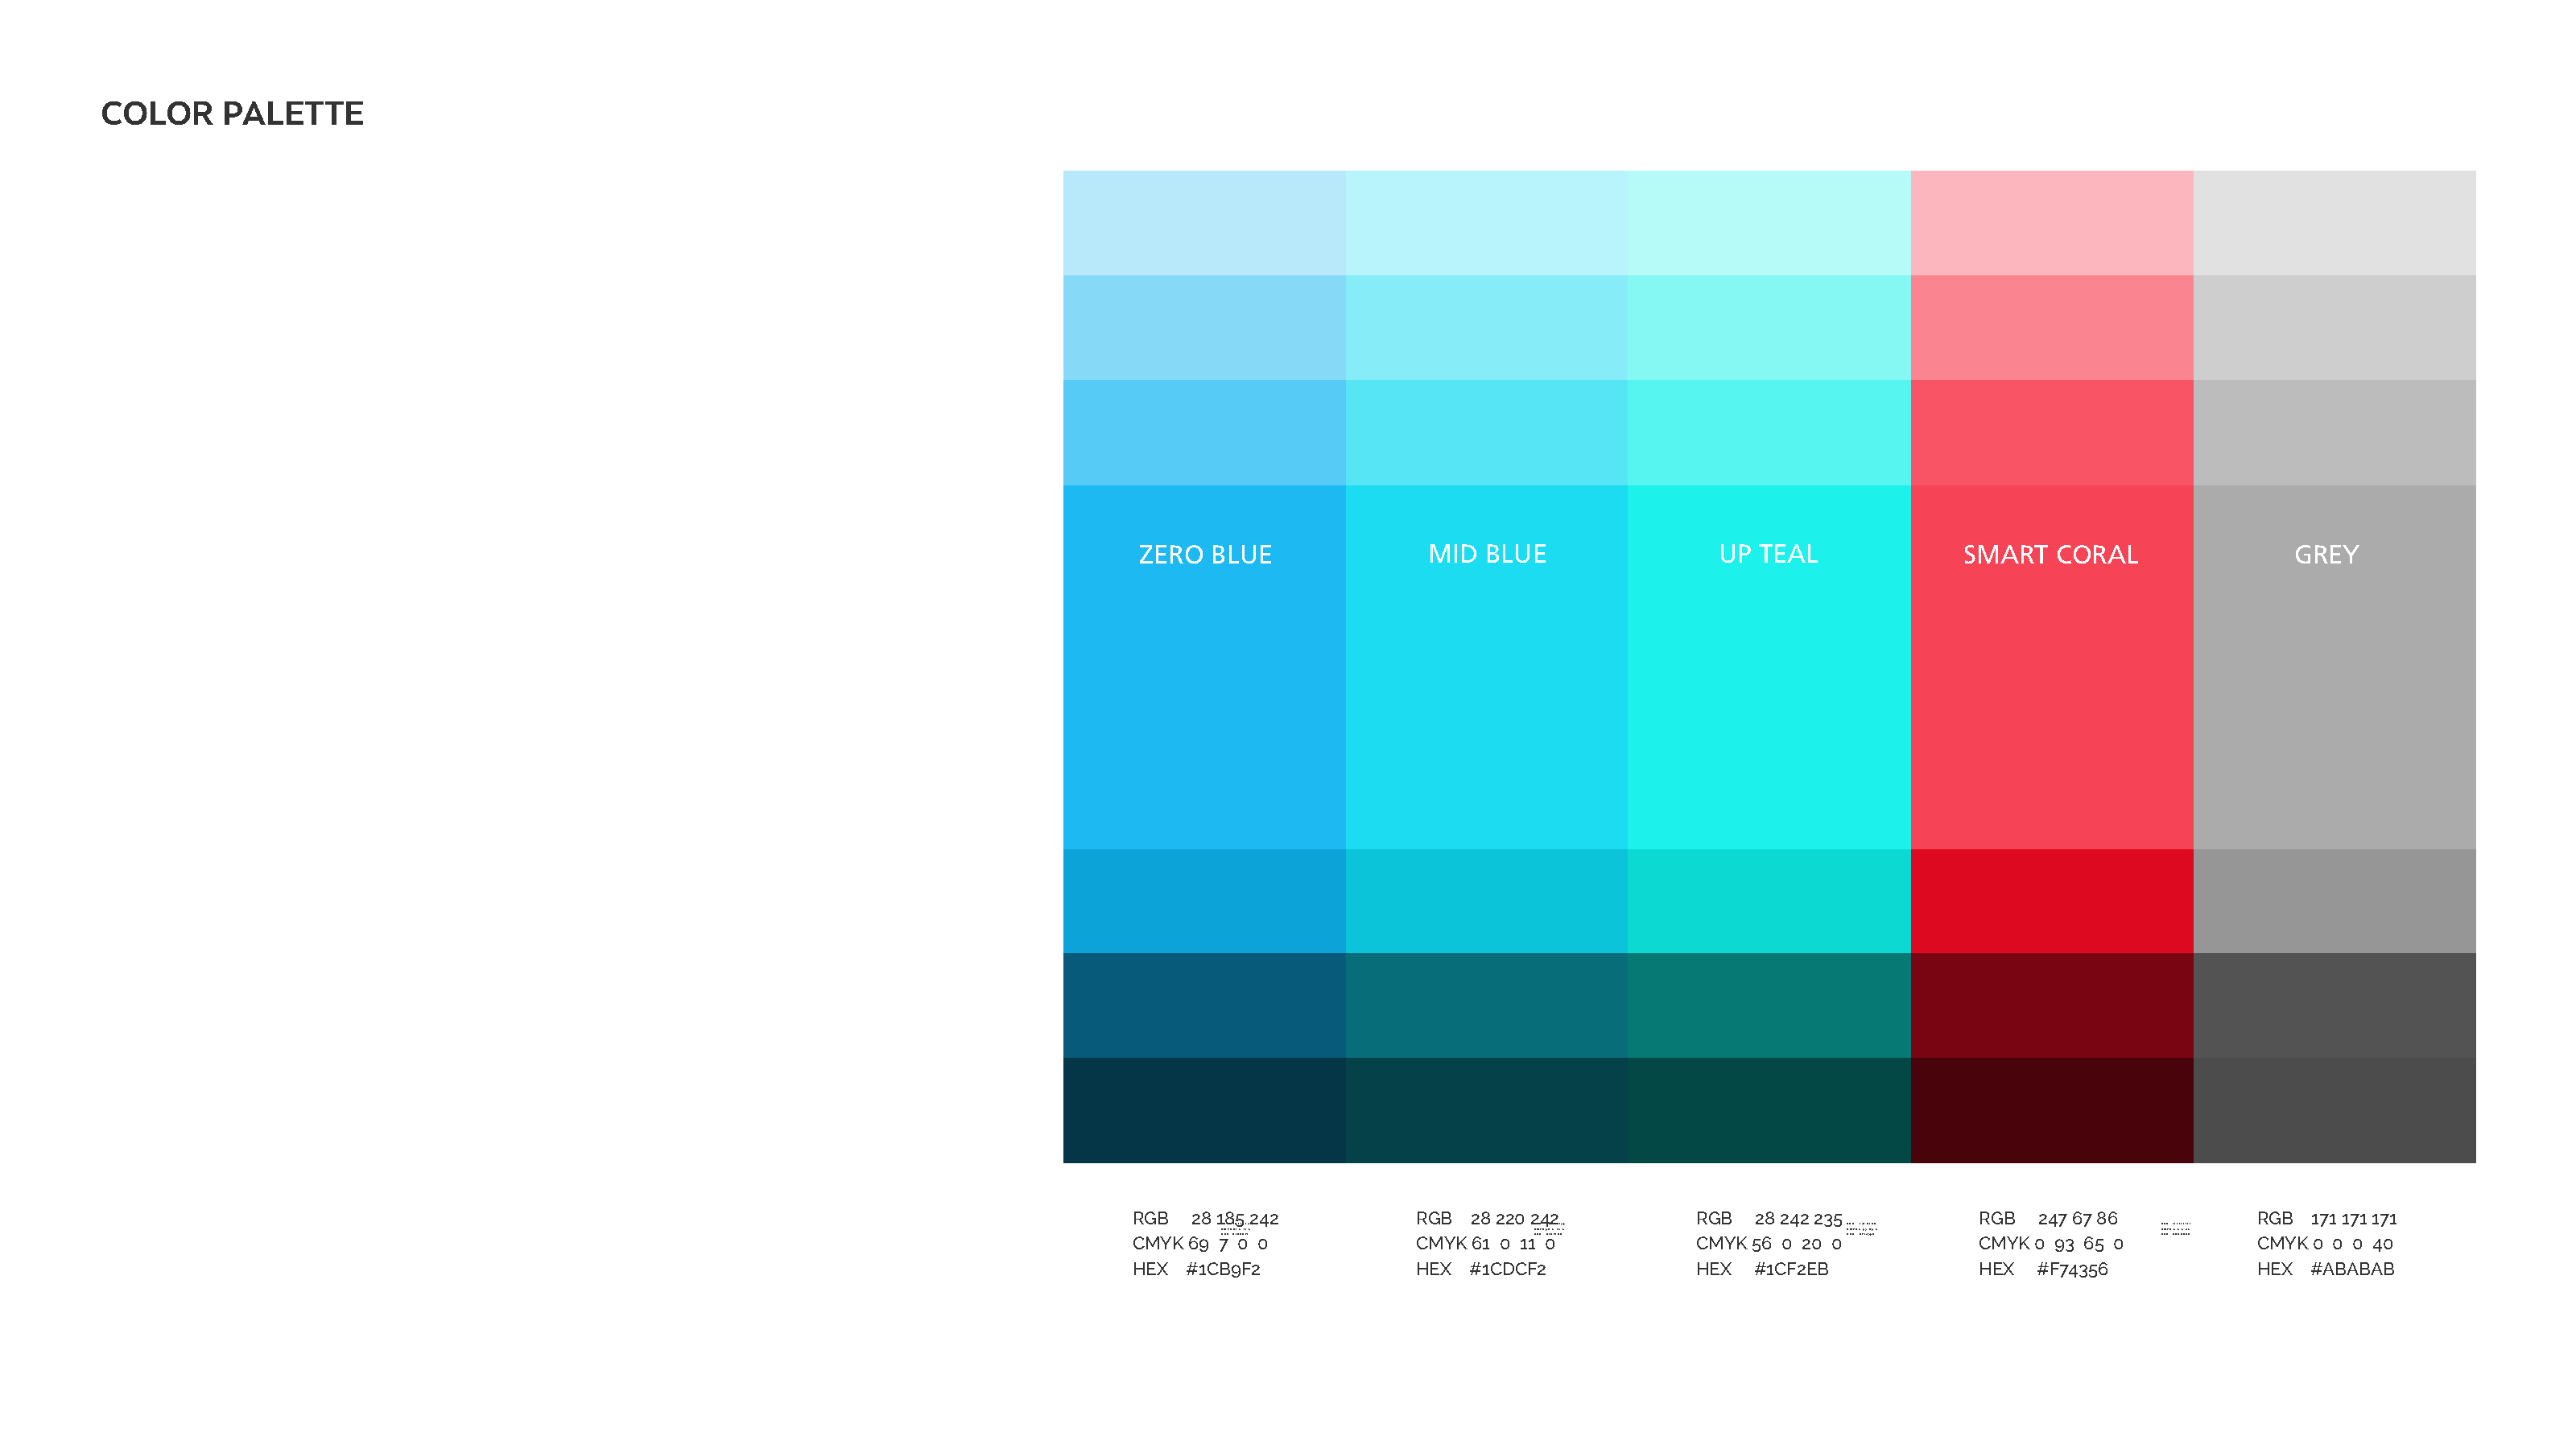 COLOR PALETTE
ZERO BLUE
MID BLUE
UP TEAL
SMART CORAL
GREY
RGB 28 185 242
CMYK 69 7 0 0
HEX #1CB9F2
RGB 28 220 242
CMYK 61 0 11 0
HEX #1CDCF2
RGB 28 242 235
CMYK 56 0 20 0
HEX #1CF2EB
RGB 247 67 86
CMYK 0 93 65 0
HEX #F74356
RGB 171 171 171
CMYK 0 0 0 40
HEX #ABABAB